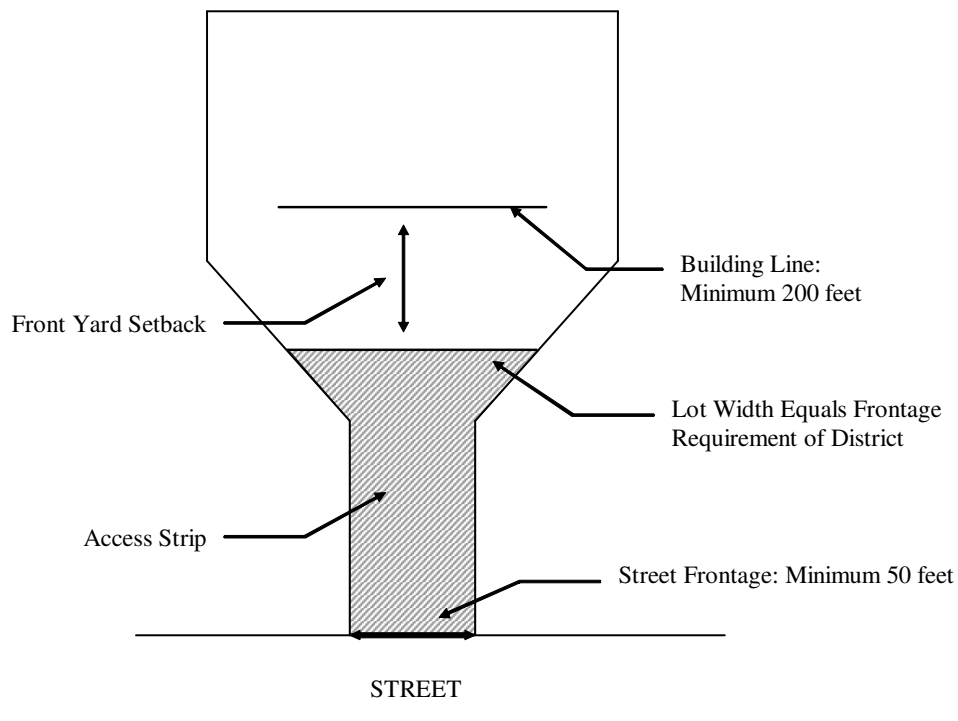 Building Line:
Minimum 200 feet
Front Yard Setback
Lot Width Equals Frontage
Requirement of District
Access Strip
Street Frontage: Minimum 50 feet
STREET